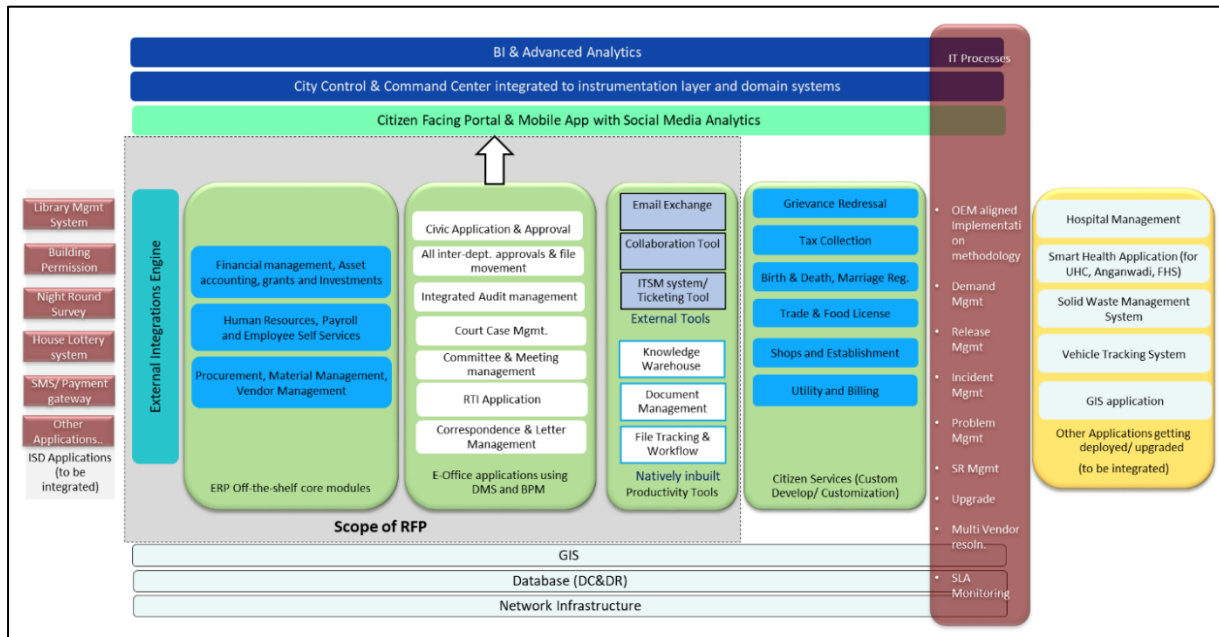 BI & Advanced Analytics
City Control & Command Center integrated to instrumentation layer and domain systems
Citizen Facing Portal & Mobile App with Social Media Analytics
Library Mgmt
System
Building
Permission
Night Round
Survey
House Lottery
system
SMS/ Payment
gateway
Other
Applications..
ISD Applications
(to be
integrated)
External Integrations Engine
Financial management, Asset
accounting, grants and Investments
Human Resources, Payroll
and Employee Self Services
Procurement, Material Management,
Vendor Management
ERP Off-the-shelf core modules
Civic Application & Approval
All inter-dept. approvals & file
movement
Integrated Audit management
Court Case Mgmt.
Committee & Meeting
management
RTI Application
Correspondence & Letter
Management
E-Office applications using
DMS and BPM
Email Exchange
Collaboration Tool
ITSM system/
Ticketing Tool
External Tools
Knowledge
Warehouse
Document
Management
File Tracking &
Workflow
Natively inbuilt
Productivity Tools
Scope of RFP
Grievance Redressal
Tax Collection
Birth & Death, Marriage Reg.
Trade & Food License
Shops and Establishment
Utility and Billing
Citizen Services (Custom
Develop/ Customization)
IT Processes
• OEM aligned
Implementati
on
methodology
• Demand
Mgmt
• Release
Mgmt
• Incident
Mgmt
• Problem
Mgmt
• SR Mgmt
• Upgrade
• Multi Vendor
resoln.
• SLA
Monitoring
Hospital Management
Smart Health Application (for
UHC, Anganwadi, FHS)
Solid Waste Management
System
Vehicle Tracking System
GIS application
Other Applications getting
deployed/ upgraded
(to be integrated)
GIS
Database (DC&DR)
Network Infrastructure